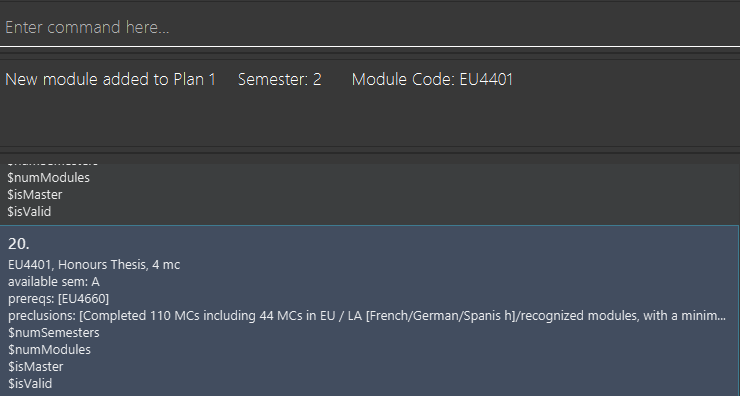 Enter command here...
New module added to Plan 1 Semester: 2 Module Code: EU4401
$numSemesters
$numModules
$isMaster
$isValid
20.
EU4401, Honours Thesis, 4 mc
available sem: A
prereqs: [EU4660]
preclusions: [Completed 110 MCs including 44 MCs in EU / LA [French/German/Spanis h]/recognized modules, with a minim...
$numSemesters
$numModules
$isMaster
$isValid